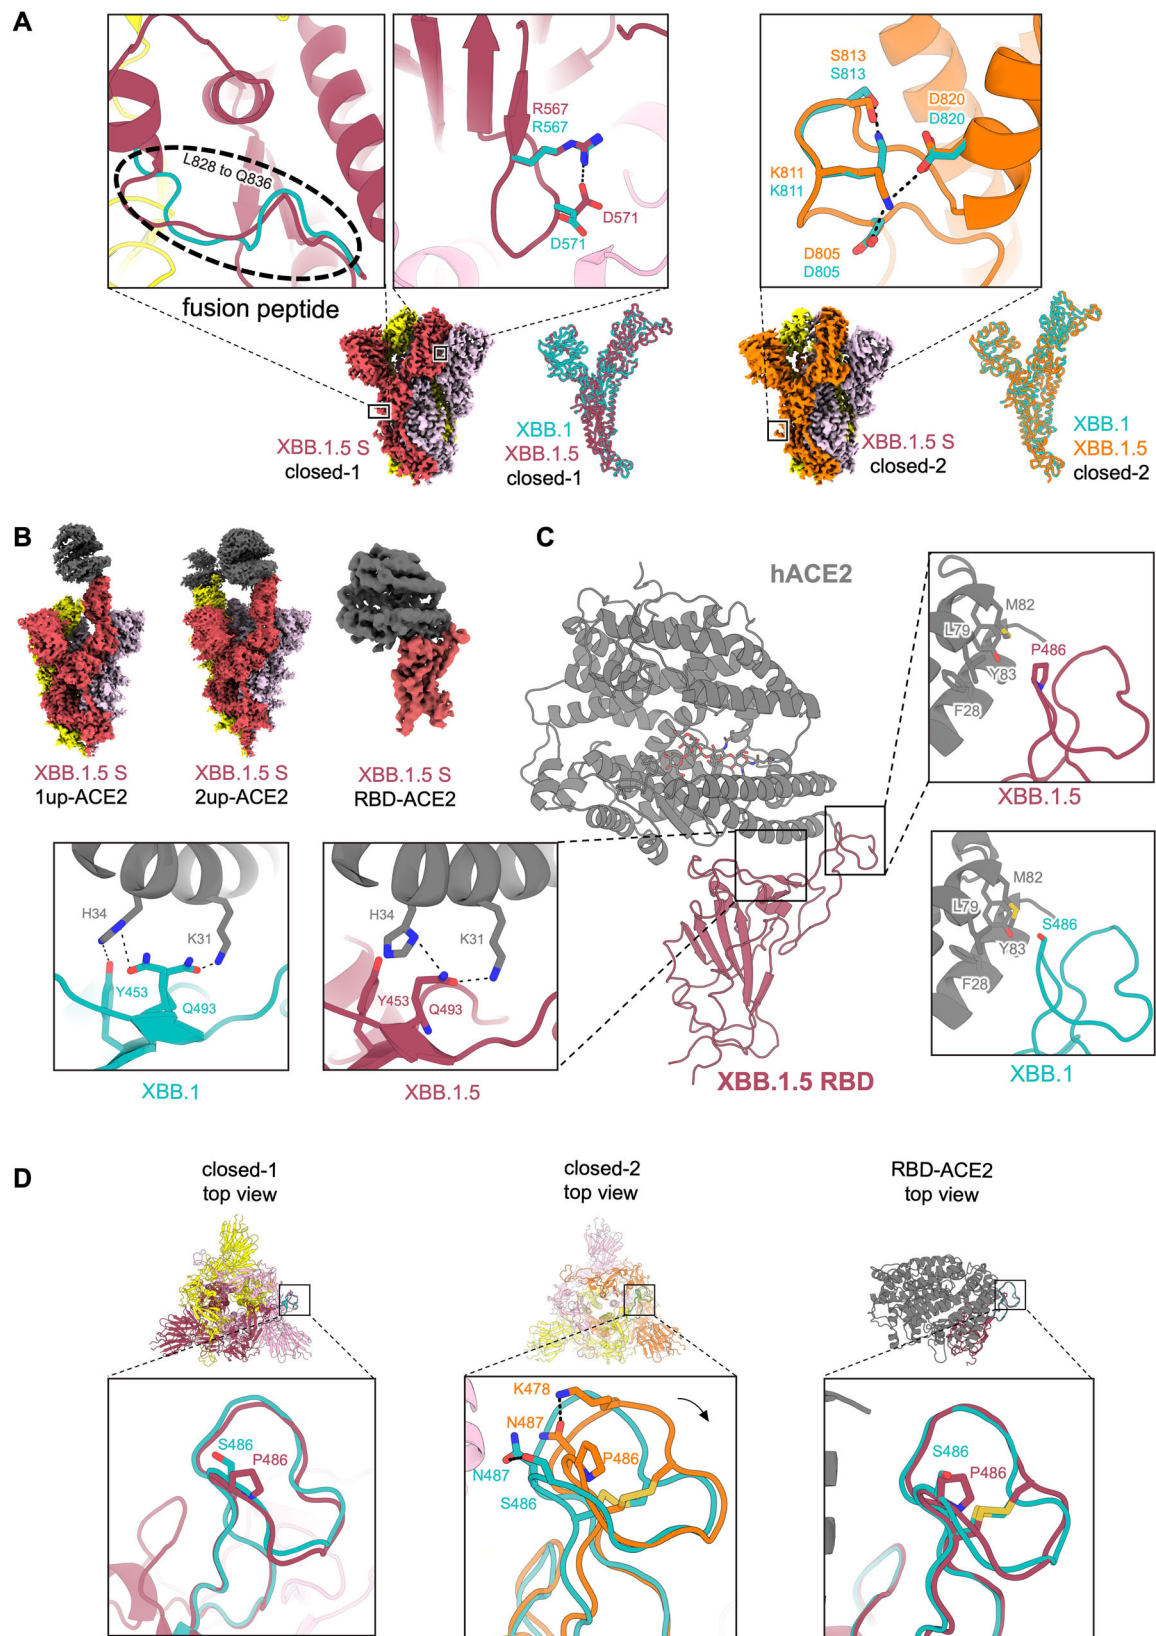 A
L828 to Q836
R567
R567
D571
D571
S813
S813
D820
D820
K811
K811
D805
D805
fusion peptide
XBB.1.5 S
closed-1
XBB.1
XBB.1.5
closed-1
XBB.1.5 S
closed-2
XBB.1
XBB.1.5
closed-2
B
XBB.1.5 S
1up-ACE2
XBB.1.5 S
2up-ACE2
XBB.1.5 S
RBD-ACE2
H34
K31
Y453
Q493
XBB.1
H34
K31
Y453
Q493
XBB.1.5
C
hACE2
XBB.1.5 RBD
M82
L79
P486
Y83
F28
XBB.1.5
M82
L79
S486
Y83
F28
XBB.1
D
closed-1
top view
closed-2
top view
RBD-ACE2
top view
S486
P486
K478
N487
P486
N487
S486
S486
P486